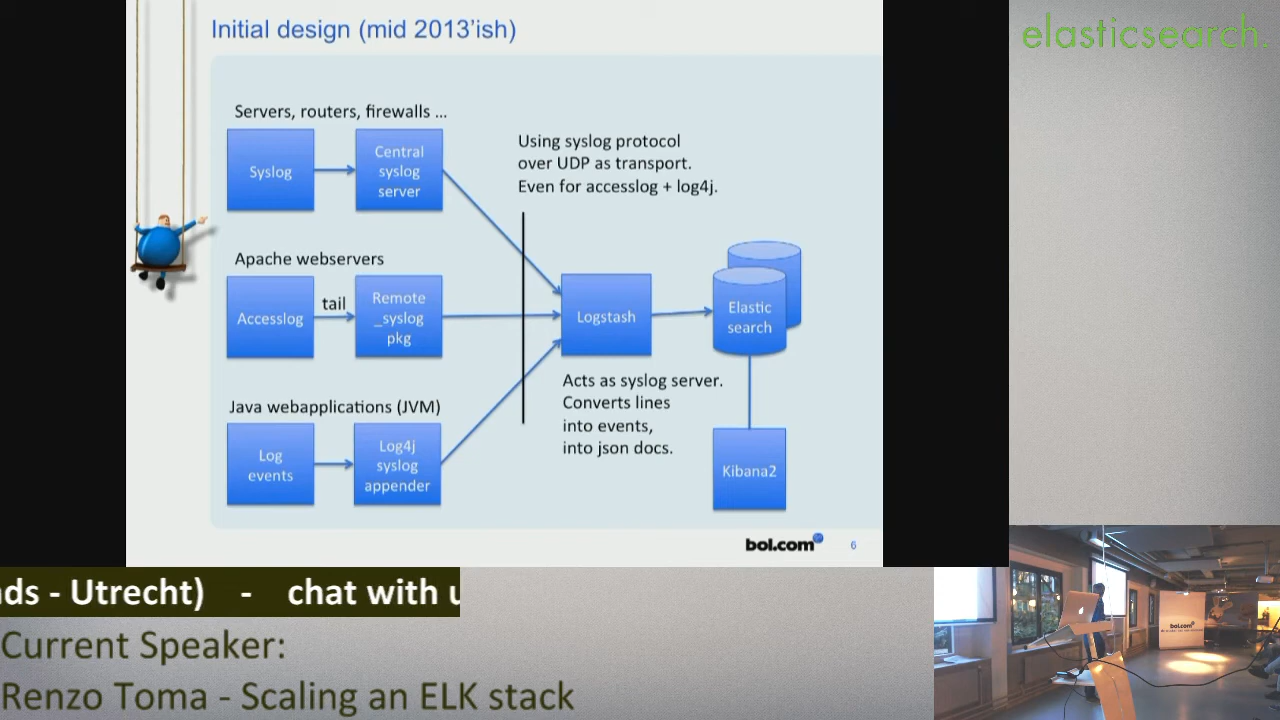 Initial design (mid 2013'ish)
elasticsearch.
Servers, routers, firewalls ...
Syslog
Central
syslog
server
Using syslog protocol
over UDP as transport.
Even for accesslog + log4j.
Apache webservers
Accesslog
tail
Remote
_syslog
pkg
Logstash
Elastic
search
Acts as syslog server.
Converts lines
into events,
into json docs.
Java webapplications (JVM)
Log
events
Log4j
syslog
appender
Kibana2
bol.com
6
nds - Utrecht) - chat with u
Current Speaker:
Renzo Toma - Scaling an ELK stack
bol.com